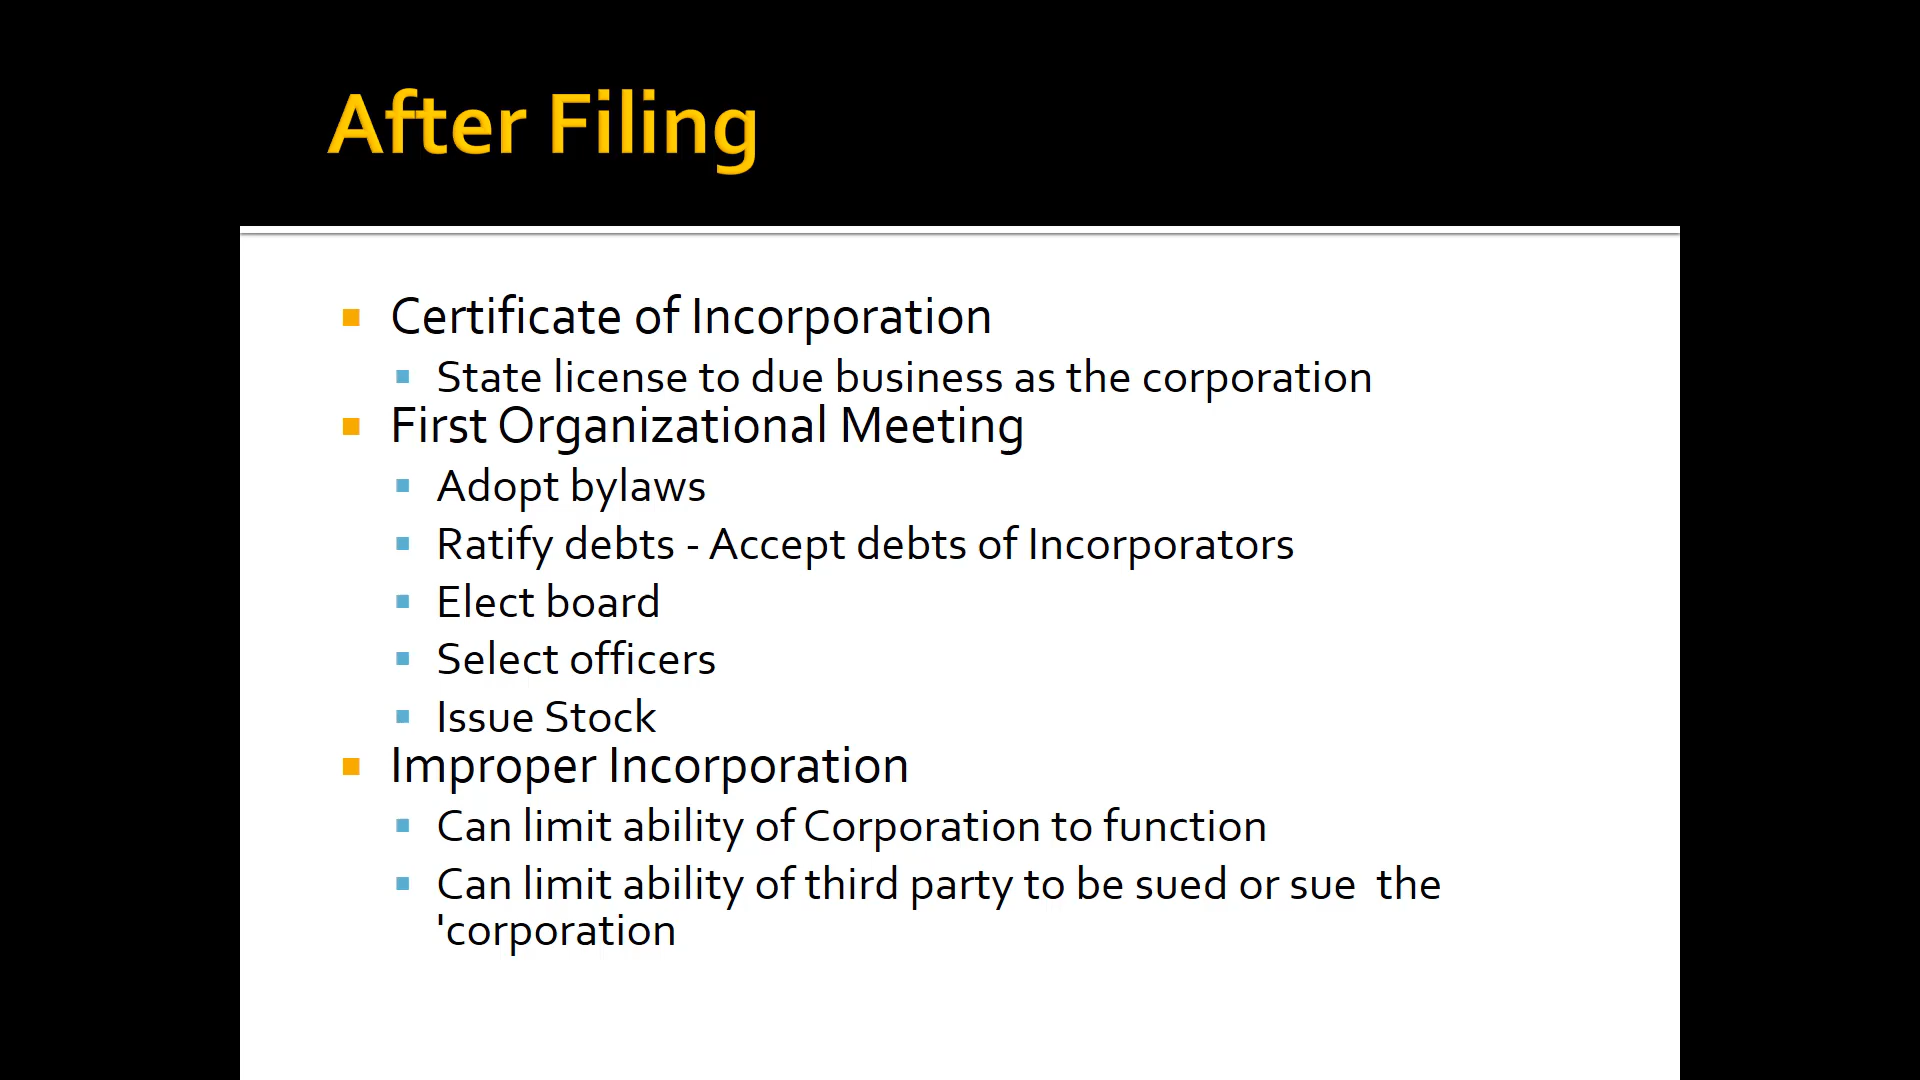 After Filing
Certificate of Incorporation
State license to due business as the corporation
First Organizational Meeting
Adopt bylaws
Ratify debts - Accept debts of Incorporators
Elect board
Select officers
Issue Stock
Improper Incorporation
Can limit ability of Corporation to function
Can limit ability of third party to be sued or sue  the
'corporation